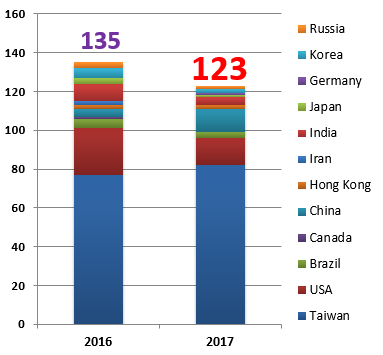 160
140
120
100
80
60
40
20
0
135
123
2016
2017
Russia
Korea
Germany
Japan
India
Iran
Hong Kong
China
Canada
Brazil
USA
Taiwan